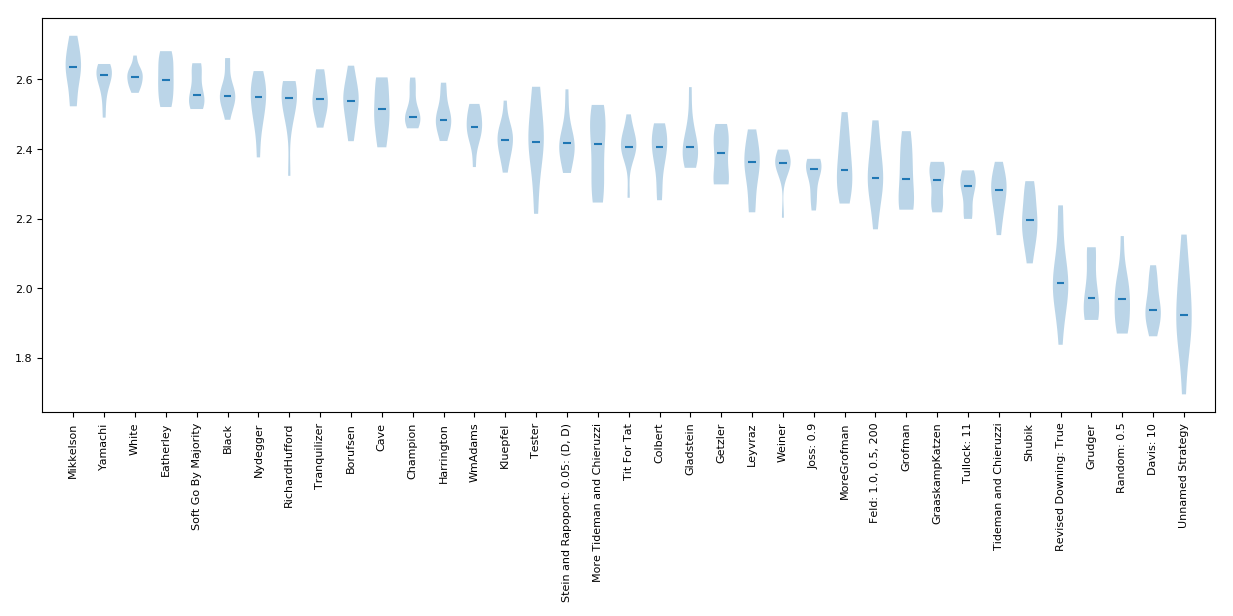 2.6
2.4
2.2
2.0
1.8
Mikkelson
Yamachi
White
Eatherley
Soft Go By Majority
Black
Nydegger
RichardHufford
Tranquilizer
Borufsen
Cave
Champion
Harrington
WmAdams
Kluepfel
Tester
Stein and Rapoport: 0.05: (D, D)
More Tideman and Chieruzzi
Tit For Tat
Colbert
Gladstein
Getzler
Leyvraz
Weiner
Joss: 0.9
MoreGrofman
Feld: 1.0, 0.5, 200
Grofman
GraaskampKatzen
Tullock: 11
Tideman and Chieruzzi
Shubik
Revised Downing: True
Grudger
Random: 0.5
Davis: 10
Unnamed Strategy